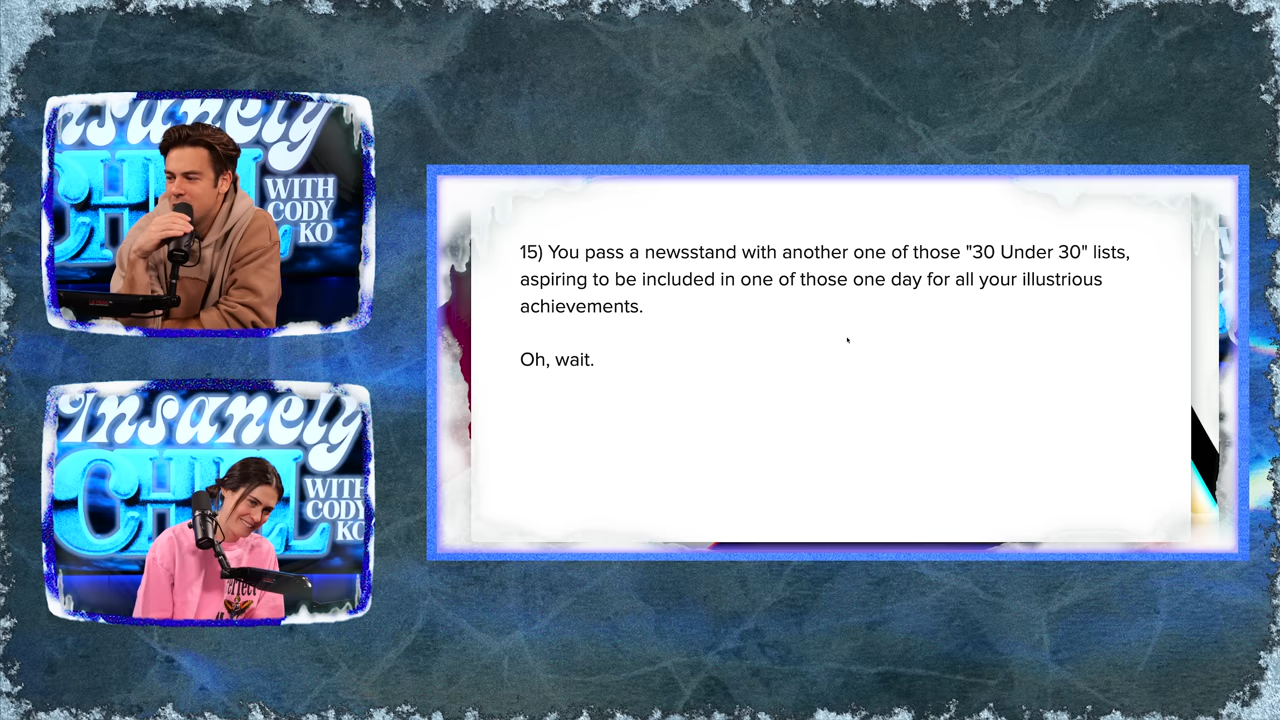 Insanely
CHILL
WITH
CODY
KO
Insanely
CHILL
WITH
CODY
KO
15) You pass a newsstand with another one of those "30 Under 30" lists,
aspiring to be included in one of those one day for all your illustrious
achievements.
Oh, wait.